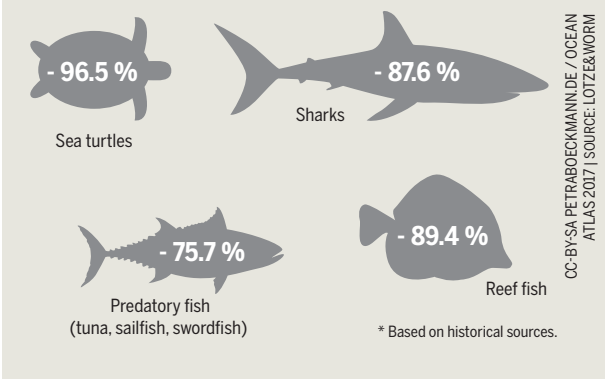 - 96.5 %
Sea turtles
- 87.6 %
Sharks
- 75.7 %
Predatory fish
(tuna, sailfish, swordfish)
- 89.4 %
Reef fish
* Based on historical sources.
CC-BY-SA PETRABOECKMANN.DE / OCEAN
ATLAS 2017 | SOURCE: LOTZE&WORM